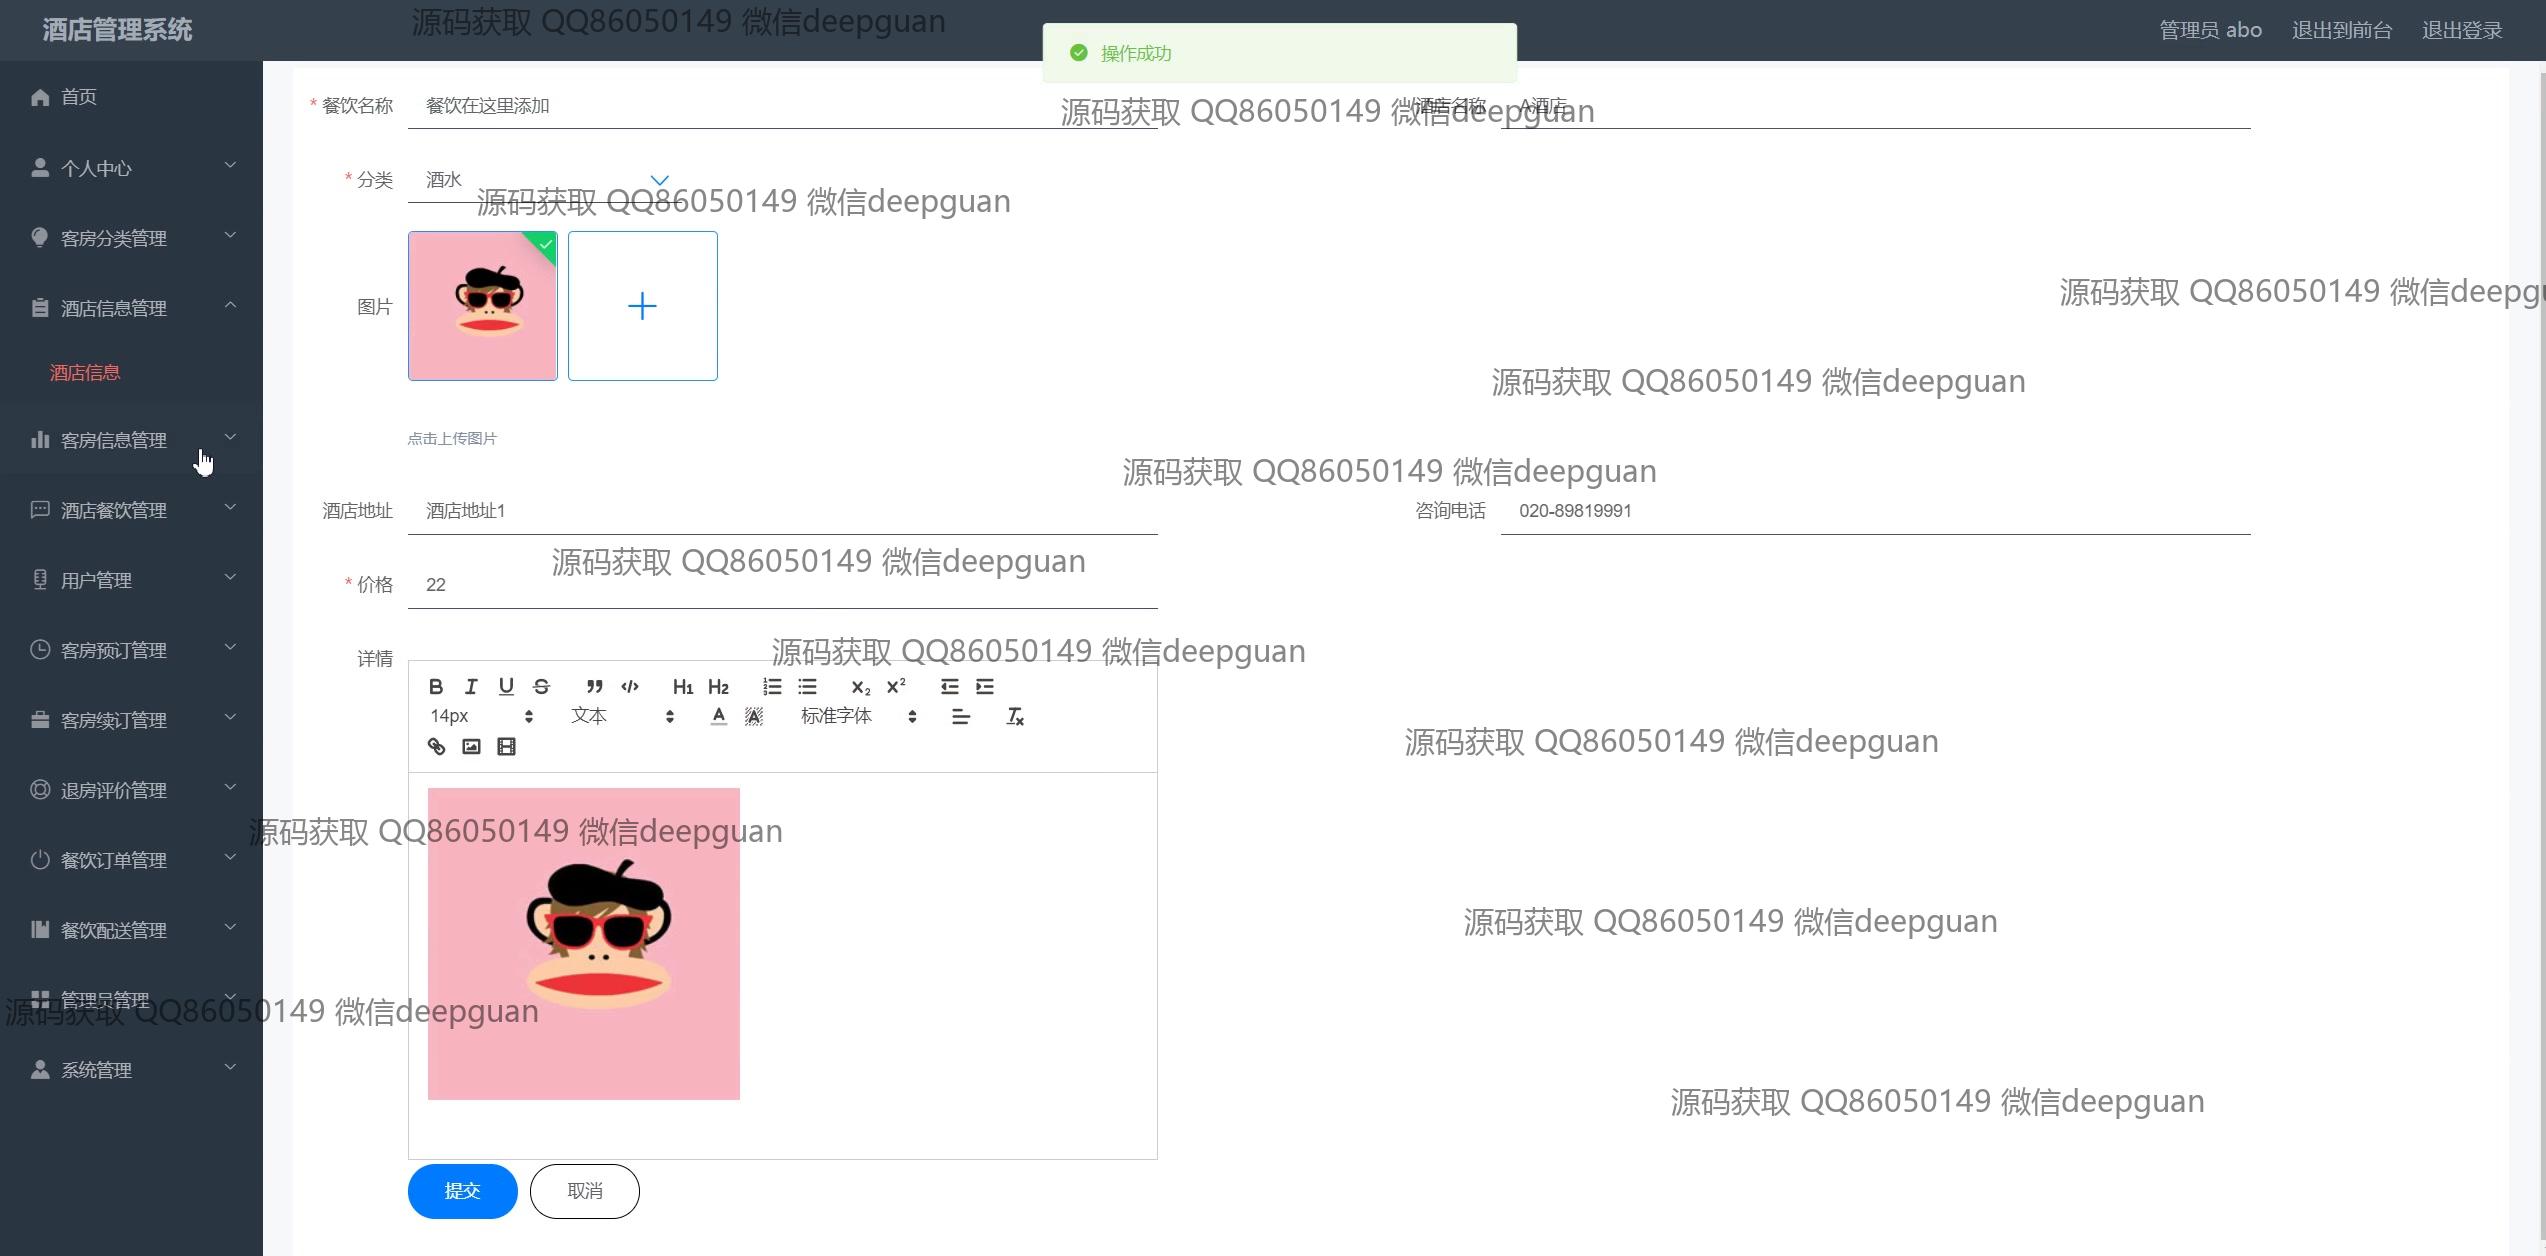 酒店管理系统
源码获取 QQ86050149 微信deepguan
操作成功
管理员 abo
退出到前台
退出登录
首页
个人中心
客房分类管理
酒店信息管理
酒店信息
客房信息管理
酒店餐饮管理
用户管理
客房预订管理
客房续订管理
退房评价管理
餐饮订单管理
餐饮配送管理
管理员管理
系统管理
* 餐饮名称 餐饮在这里添加
酒店名称 A酒店
源码获取 QQ86050149 微信deepguan
* 分类 酒水
源码获取 QQ86050149 微信deepguan
图片
源码获取 QQ86050149 微信deepgu
源码获取 QQ86050149 微信deepguan
点击上传图片
源码获取 QQ86050149 微信deepguan
酒店地址 酒店地址1
咨询电话 020-89819991
源码获取 QQ86050149 微信deepguan
* 价格 22
源码获取 QQ86050149 微信deepguan
详情
B I U S H1 H2 X2 X2
14px 文本 A A 标准字体 Tx
源码获取 QQ86050149 微信deepguan
源码获取 QQ86050149 微信deepguan
源码获取 QQ86050149 微信deepguan
源码获取 QQ86050149 微信deepguan
源码获取 QQ86050149 微信deepguan
提交
取消